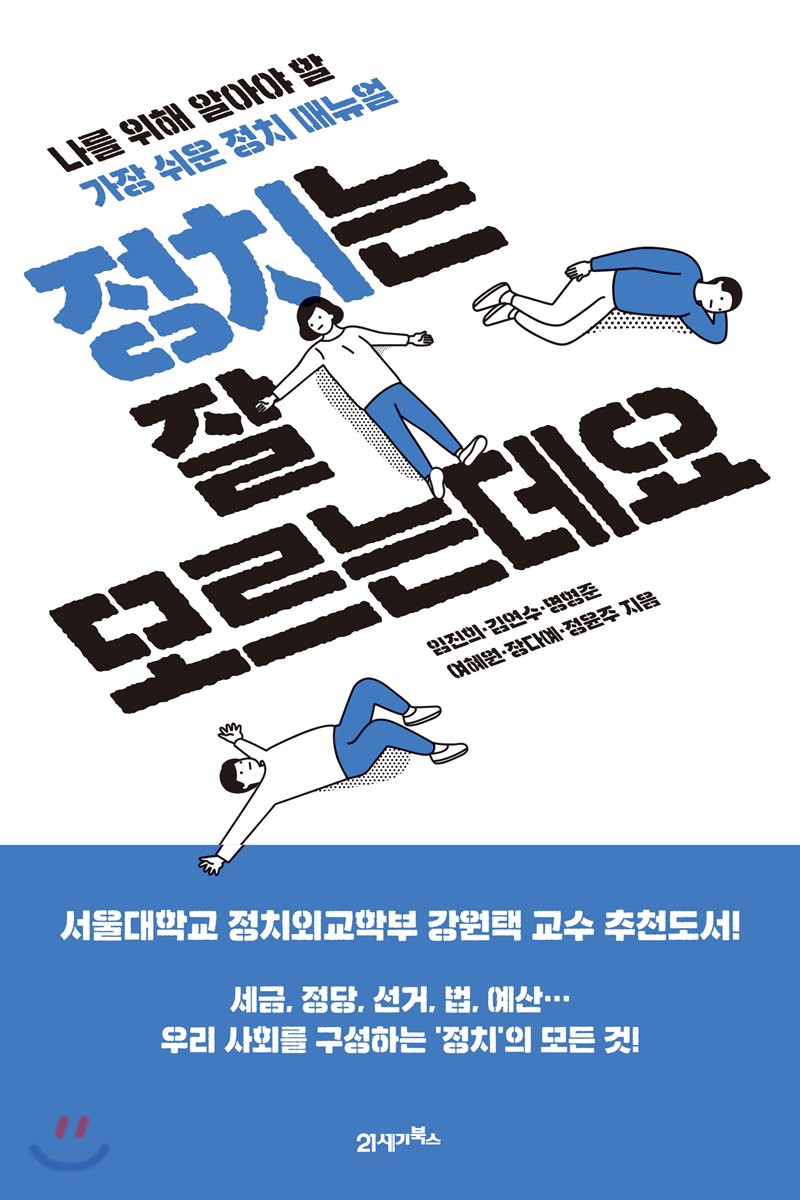 나를 위해 알아야 할
가장 쉬운 정치 매뉴얼
정치는
잘
모르는데요
임진희·김연수·명형준
여혜원·장다예·정윤주 지음
서울대학교 정치외교학부 강원택 교수 추천도서!
세금, 정당, 선거, 법, 예산…
우리 사회를 구성하는 '정치'의 모든 것!
21세기북스